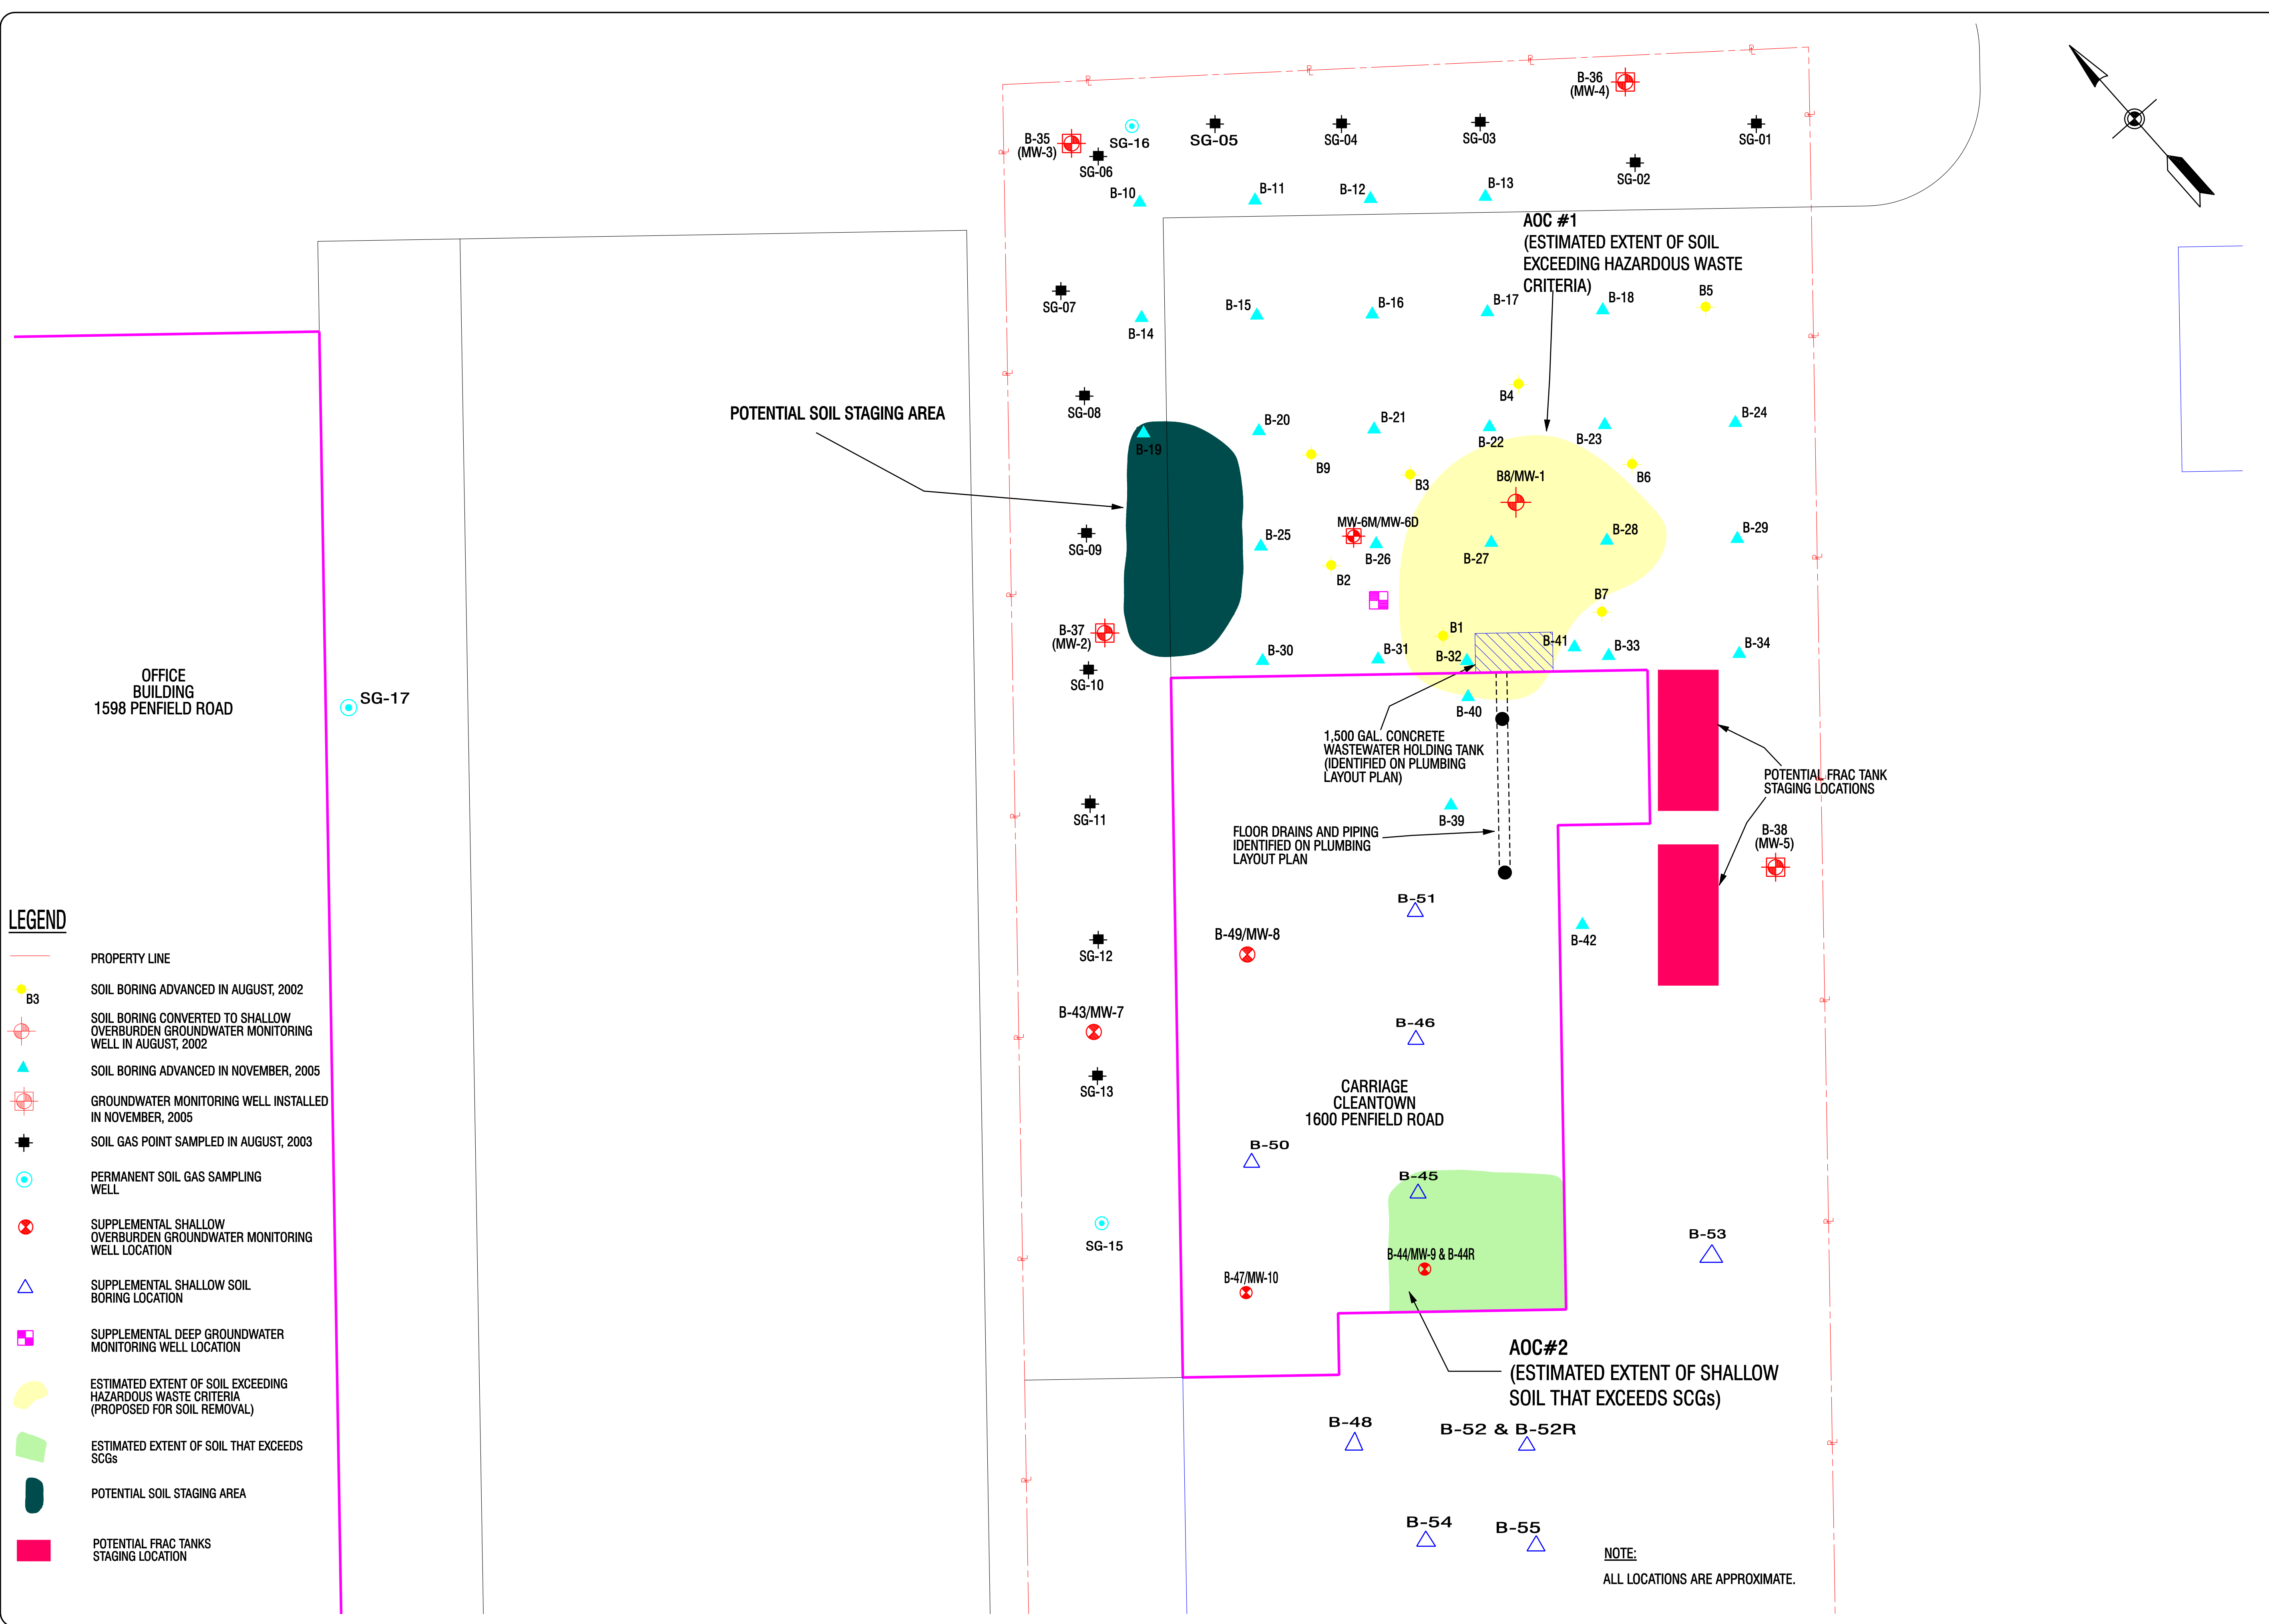 B-36
(MW-4)
B-35
(MW-3)
SG-16
SG-05
SG-04
SG-03
SG-01
SG-06
SG-02
B-10
B-11
B-12
B-13
AOC #1
(ESTIMATED EXTENT OF SOIL
EXCEEDING HAZARDOUS WASTE
CRITERIA)
SG-07
B-14
B-15
B-16
B-17
B-18
B5
B4
SG-08
POTENTIAL SOIL STAGING AREA
B-19
B-20
B-21
B-22
B-23
B-24
B9
B3
B8/MW-1
B6
SG-09
B-25
MW-6M/MW-6D
B-26
B-27
B-28
B-29
B2
B7
B-37
(MW-2)
B1
B-30
B-31
B-32
B-41
B-33
B-34
SG-10
OFFICE
BUILDING
1598 PENFIELD ROAD
SG-17
B-40
1,500 GAL. CONCRETE
WASTEWATER HOLDING TANK
(IDENTIFIED ON PLUMBING
LAYOUT PLAN)
POTENTIAL FRAC TANK
STAGING LOCATIONS
SG-11
B-39
FLOOR DRAINS AND PIPING
IDENTIFIED ON PLUMBING
LAYOUT PLAN
B-38
(MW-5)
B-51
B-49/MW-8
B-42
SG-12
B-43/MW-7
B-46
SG-13
CARRIAGE
CLEANTOWN
1600 PENFIELD ROAD
B-50
B-45
SG-15
B-53
B-44/MW-9 & B-44R
B-47/MW-10
AOC#2
(ESTIMATED EXTENT OF SHALLOW
SOIL THAT EXCEEDS SCGs)
B-48
B-52 & B-52R
B-54
B-55
NOTE:
ALL LOCATIONS ARE APPROXIMATE.
LEGEND
PROPERTY LINE
B3
SOIL BORING ADVANCED IN AUGUST, 2002
SOIL BORING CONVERTED TO SHALLOW
OVERBURDEN GROUNDWATER MONITORING
WELL IN AUGUST, 2002
SOIL BORING ADVANCED IN NOVEMBER, 2005
GROUNDWATER MONITORING WELL INSTALLED
IN NOVEMBER, 2005
SOIL GAS POINT SAMPLED IN AUGUST, 2003
PERMANENT SOIL GAS SAMPLING
WELL
SUPPLEMENTAL SHALLOW
OVERBURDEN GROUNDWATER MONITORING
WELL LOCATION
SUPPLEMENTAL SHALLOW SOIL
BORING LOCATION
SUPPLEMENTAL DEEP GROUNDWATER
MONITORING WELL LOCATION
ESTIMATED EXTENT OF SOIL EXCEEDING
HAZARDOUS WASTE CRITERIA
(PROPOSED FOR SOIL REMOVAL)
ESTIMATED EXTENT OF SOIL THAT EXCEEDS
SCGs
POTENTIAL SOIL STAGING AREA
POTENTIAL FRAC TANKS
STAGING LOCATION